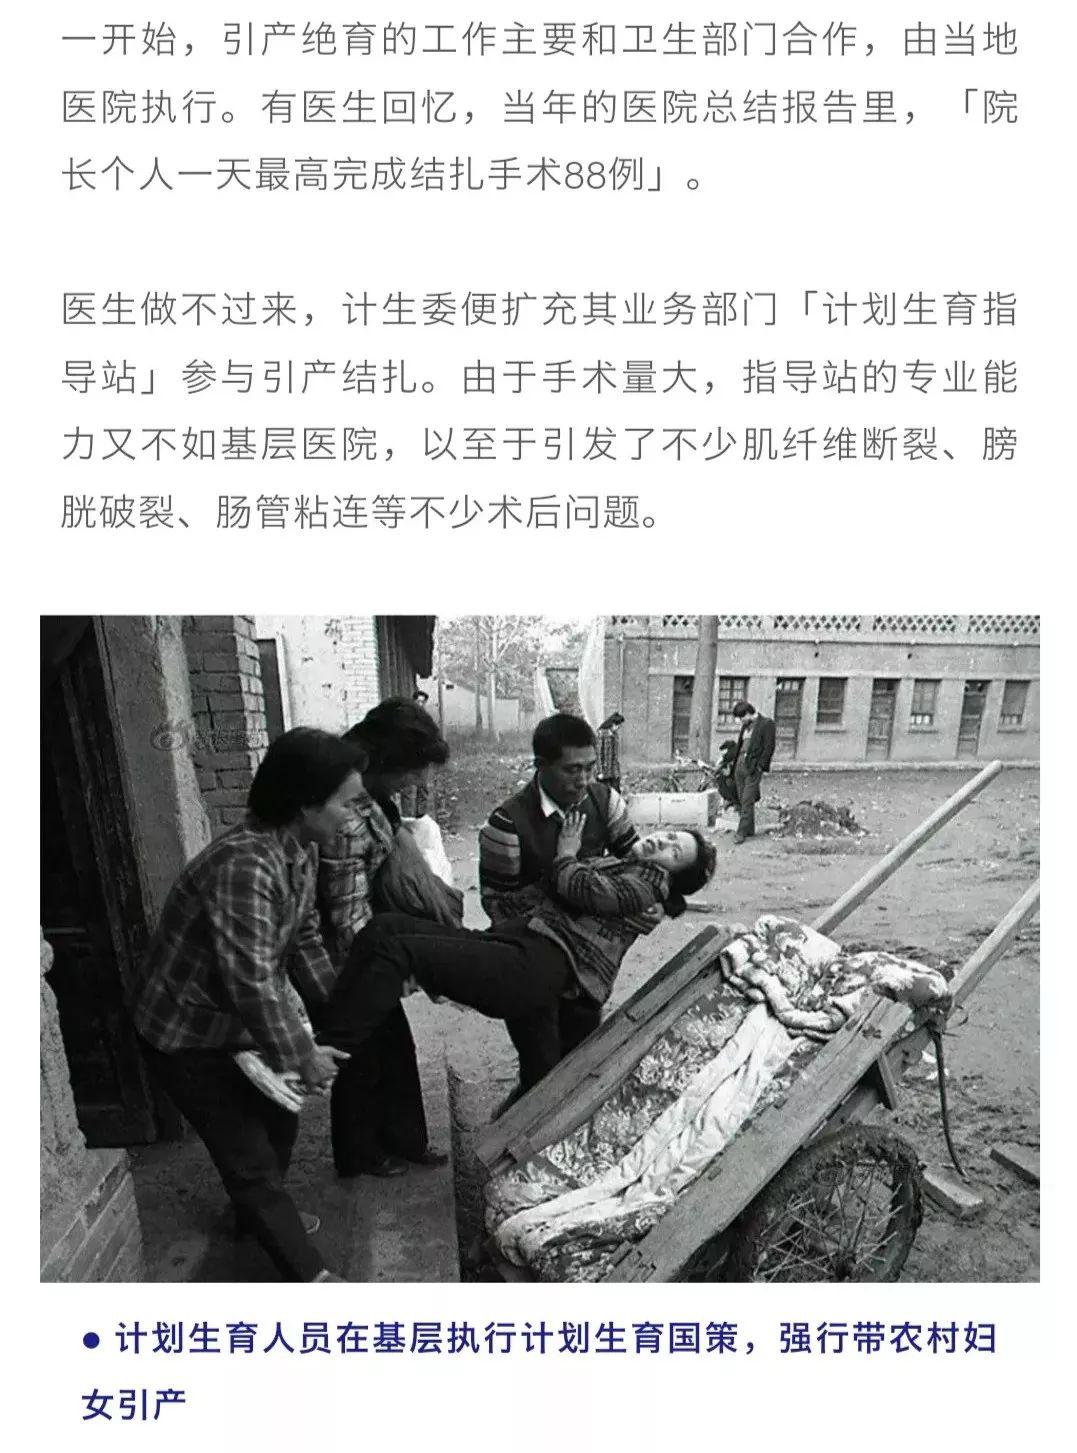 一开始，引产绝育的工作主要和卫生部门合作，由当地
医院执行。有医生回忆，当年的医院总结报告里，「院
长个人一天最高完成结扎手术88例」。
医生做不过来，计生委便扩充其业务部门「计划生育指
导站」参与引产结扎。由于手术量大，指导站的专业能
力又不如基层医院，以至于引发了不少肌纤维断裂、膀
胱破裂、肠管粘连等不少术后问题。
● 计划生育人员在基层执行计划生育国策，强行带农村妇
女引产